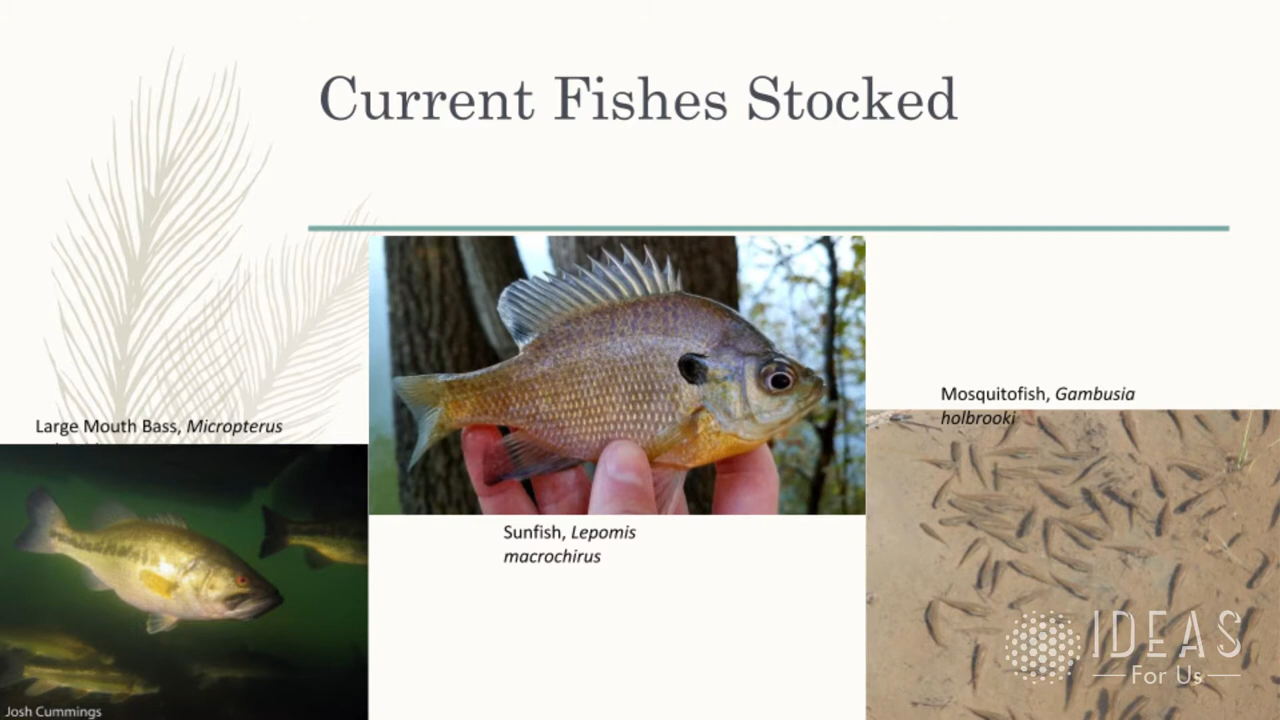 Current Fishes Stocked
Large Mouth Bass, Micropterus
Sunfish, Lepomis
macrochirus
Mosquitofish, Gambusia
holbrooki
Josh Cummings
IDEAS
For Us